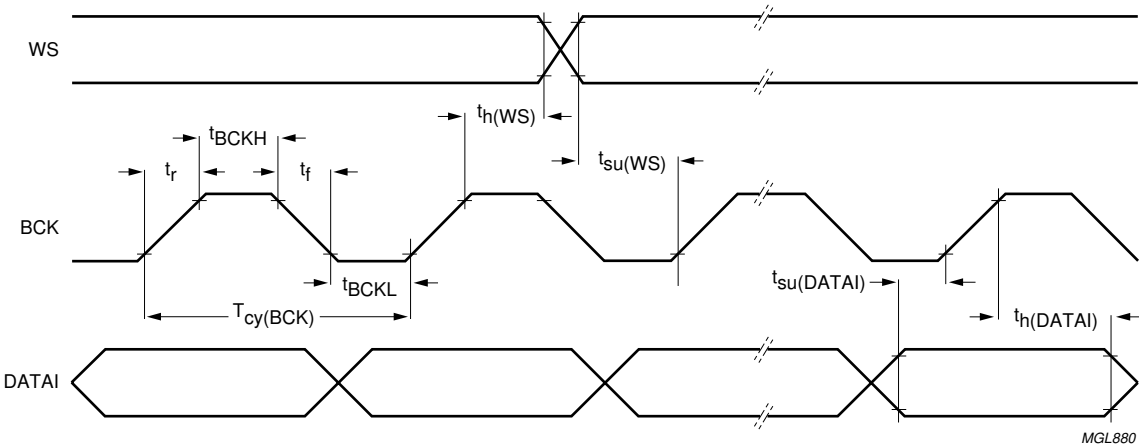 WS
th(WS)
tBCKH
tr
tf
tsu(WS)
BCK
tBCKL
tsu(DATAI)
Tcy(BCK)
th(DATAI)
DATAI
MGL880